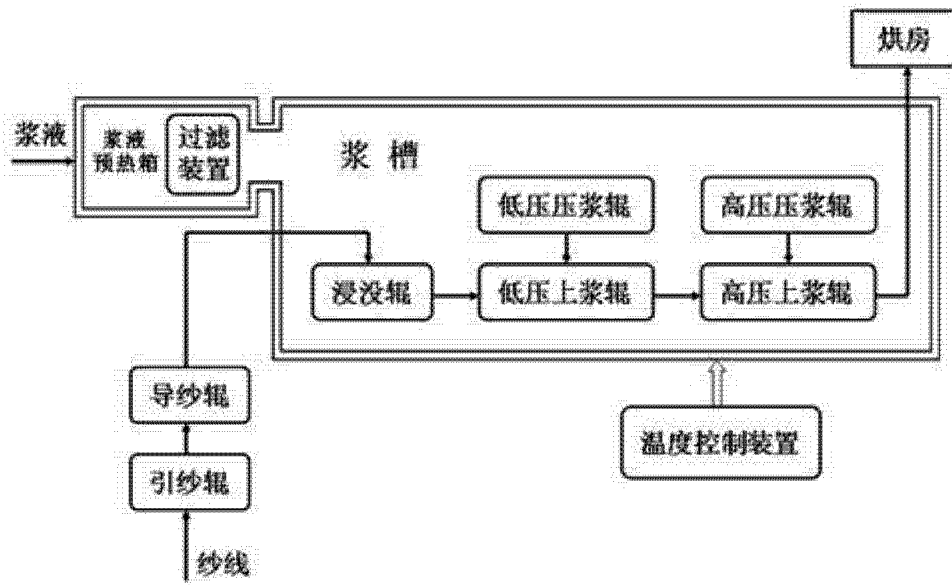 烘房
浆液
浆液
预热箱
过滤
装置
浆 槽
低压压浆辊
高压压浆辊
浸没辊
低压上浆辊
高压上浆辊
导纱辊
温度控制装置
引纱辊
纱线